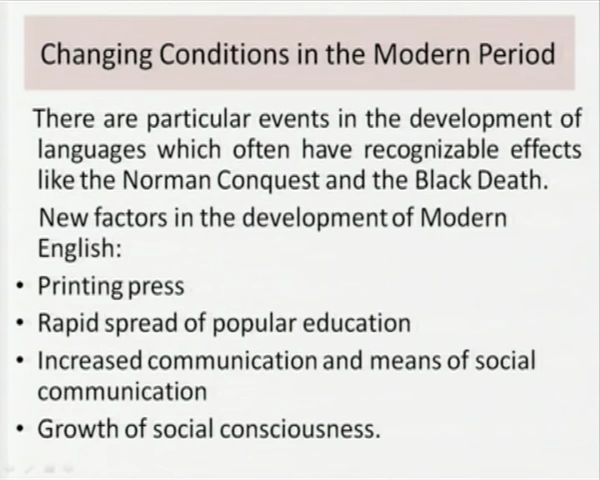 Changing Conditions in the Modern Period
There are particular events in the development of
languages which often have recognizable effects
like the Norman Conquest and the Black Death.
New factors in the development of Modern
English:
• Printing press
• Rapid spread of popular education
• Increased communication and means of social
communication
• Growth of social consciousness.